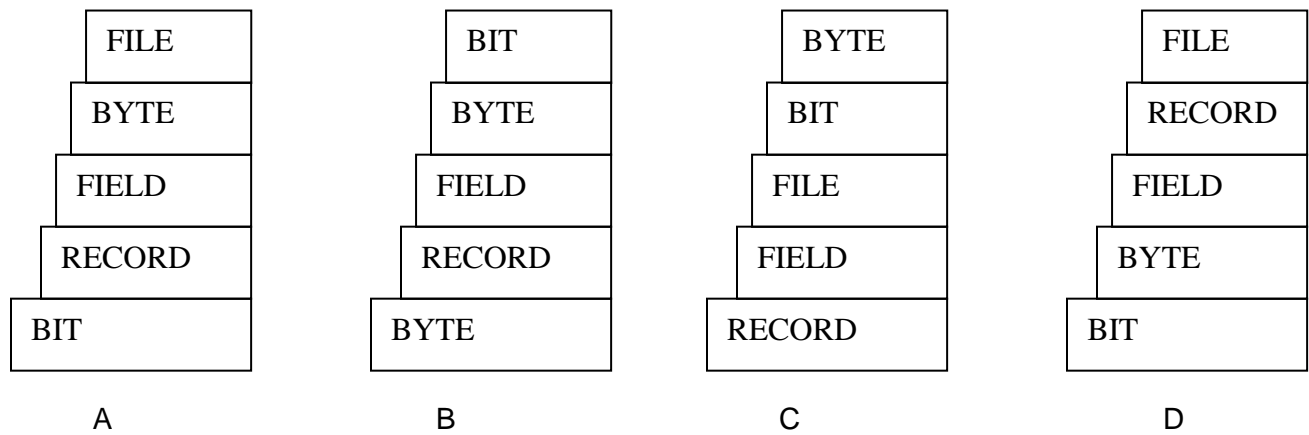 FILE
BYTE
FIELD
RECORD
BIT
A
BIT
BYTE
FIELD
RECORD
BYTE
B
BYTE
BIT
FILE
FIELD
RECORD
C
FILE
RECORD
FIELD
BYTE
BIT
D